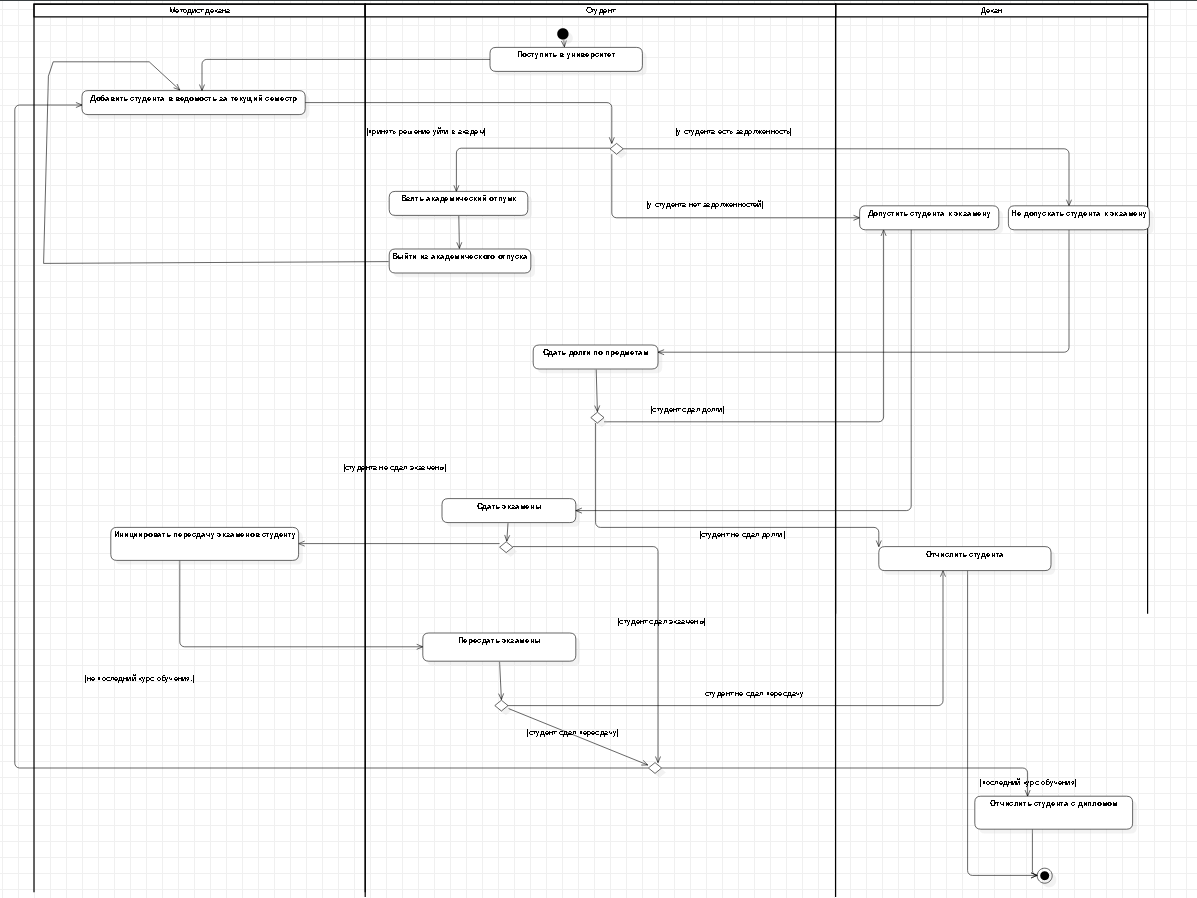 Методист декана
Студент
Декан
Поступить в университет
Добавить студента в ведомость за текущий семестр
[принять решение уйти в академ]
[у студента есть задолженность]
Взять академический отпуск
[у студента нет задолженностей]
Допустить студента к экзамену
Не допускать студента к экзамену
Выйти из академического отпуска
Сдать долги по предметам
[студент сдал долги]
[студента не сдал экзамены]
Сдать экзамены
Инициировать пересдачу экзаменов студенту
[студент не сдал долги]
Отчислить студента
[студент сдал экзамены]
Пересдать экзамены
[не последний курс обучения.]
студент не сдал пересдачу
[студент сдал пересдачу]
[последний курс обучения]
Отчислить студента с дипломом